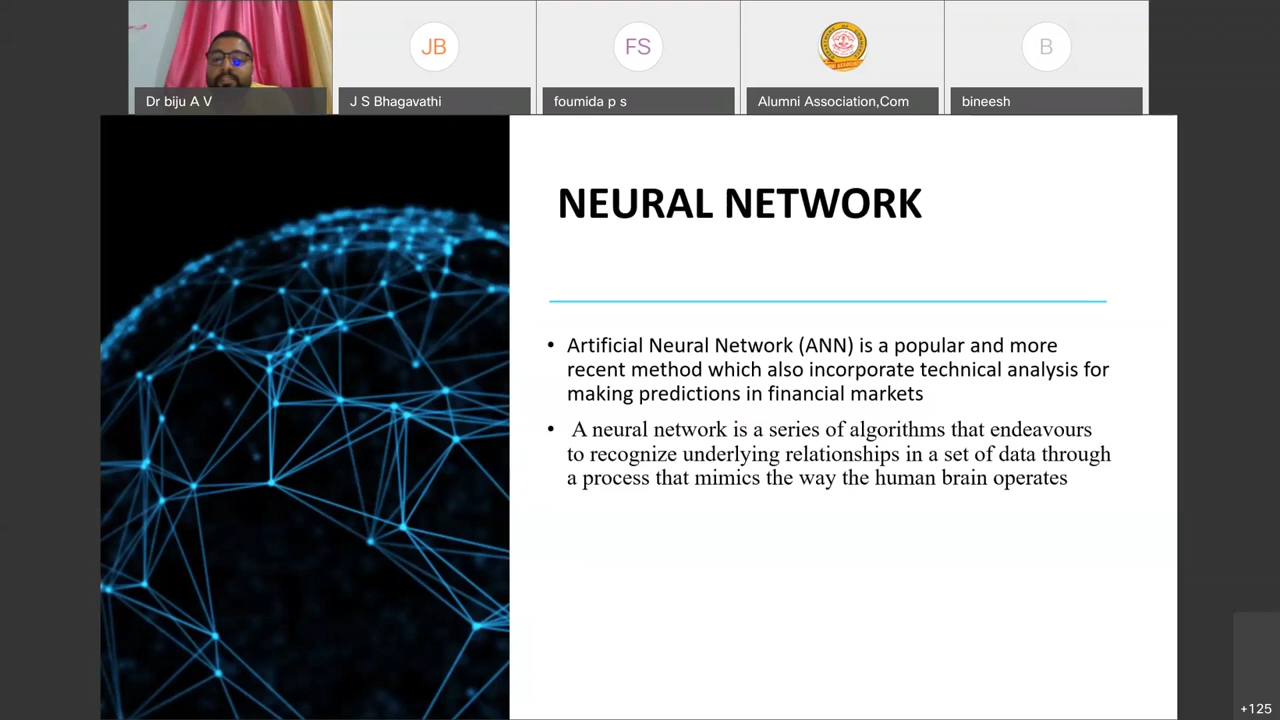 JB
FS
B
Dr biju A V
J S Bhagavathi
foumida p s
Alumni Association,Com
bineesh
NEURAL NETWORK
• Artificial Neural Network (ANN) is a popular and more
recent method which also incorporate technical analysis for
making predictions in financial markets
• A neural network is a series of algorithms that endeavours
to recognize underlying relationships in a set of data through
a process that mimics the way the human brain operates
+125